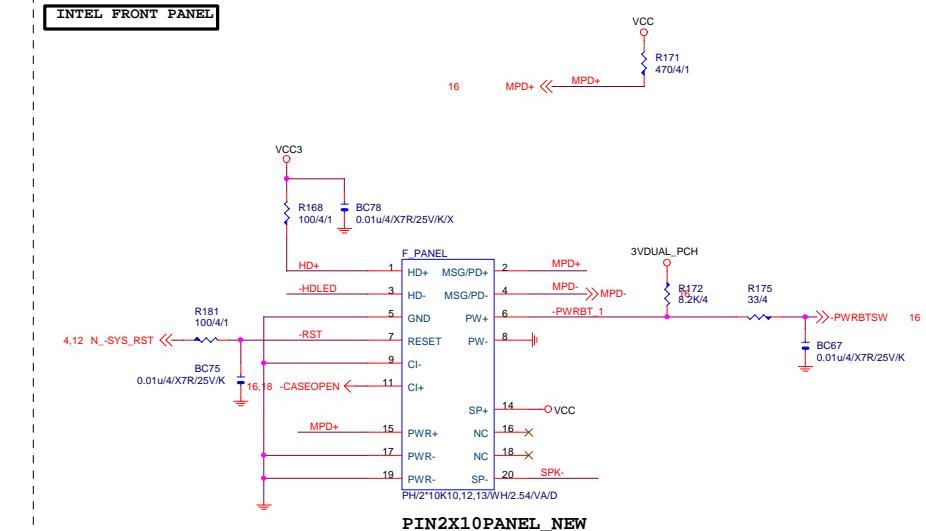 INTEL FRONT PANEL
VCC
R171
470/4/1
16 MPD+ MPD+
VCC3
R168
100/4/1
BC78
0.01u/4/X7R/25V/K/X
F_PANEL
3VDUAL_PCH
HD+ 1 HD+ MSG/PD+ 2 MPD+
-HDLED 3 HD- MSG/PD- 4 MPD- MPD- 16
R172
8.2K/4
R175
33/4
5 GND PW+ 6 -PWRBT_1 -PWRBTSW 16
R181
100/4/1
4,12 N_-SYS_RST -RST 7 RESET PW- 8
BC67
0.01u/4/X7R/25V/K
9 CI-
BC75
0.01u/4/X7R/25V/K
16,18 -CASEOPEN 11 CI+
SP+ 14 VCC
MPD+ 15 PWR+ NC 16
17 PWR- NC 18
19 PWR- SP- 20 SPK-
PH/2*10K10,12,13/WH/2.54/VA/D
PIN2X10PANEL_NEW